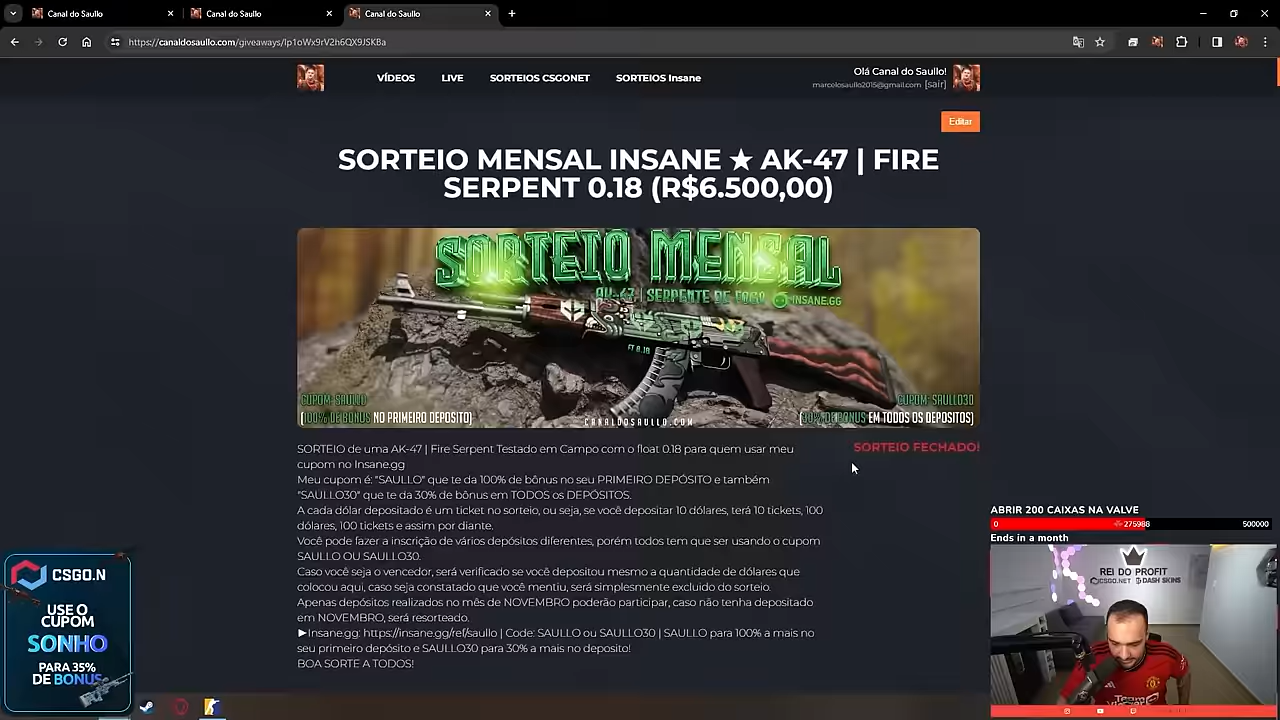 Canal do Saullo
Canal do Saullo
Canal do Saullo
https://canaldosaullo.com/giveaways/lp1oWx9rV2h6QX9JSKBa
VÍDEOS
LIVE
SORTEIOS CSGONET
SORTEIOS Insane
Olá Canal do Saullo!
marcelosaullo2015@gmail.com [sair]
Editar
SORTEIO MENSAL INSANE ★ AK-47 | FIRE
SERPENT 0.18 (R$6.500,00)
SORTEIO MENSAL
AK-47 | SERPENTE DE FOGO
INSANE.GG
FT 0.18
CUPOM-SAULLO
(100% DE BONUS NO PRIMEIRO DEPOSITO)
CANALDOSAULLO.COM
CUPOM-SAULLO30
(30% DE BONUS EM TODOS OS DEPOSITOS)
SORTEIO de uma AK-47 | Fire Serpent Testado em Campo com o float 0.18 para quem usar meu
cupom no Insane.gg
Meu cupom é: "SAULLO" que te da 100% de bônus no seu PRIMEIRO DEPÓSITO e também
"SAULLO30" que te da 30% de bônus em TODOS os DEPÓSITOS.
A cada dólar depositado é um ticket no sorteio, ou seja, se você depositar 10 dólares, terá 10 tickets, 100
dólares, 100 tickets e assim por diante.
Você pode fazer a inscrição de vários depósitos diferentes, porém todos tem que ser usando o cupom
SAULLO OU SAULLO30.
Caso você seja o vencedor, será verificado se você depositou mesmo a quantidade de dólares que
colocou aqui, caso seja constatado que você mentiu, será simplesmente excluido do sorteio.
Apenas depósitos realizados no mês de NOVEMBRO poderão participar, caso não tenha depositado
em NOVEMBRO, será resorteado.
▶Insane.gg: https://insane.gg/ref/saullo | Code: SAULLO ou SAULLO30 | SAULLO para 100% a mais no
seu primeiro depósito e SAULLO30 para 30% a mais no deposito!
BOA SORTE A TODOS!
SORTEIO FECHADO!
ABRIR 200 CAIXAS NA VALVE
0
275988
500000
Ends in a month
REI DO PROFIT
CSGO.NET
DASH SKINS
Team
CSGO.N
USE O
CUPOM
SONHO
PARA 35%
DE BONUS